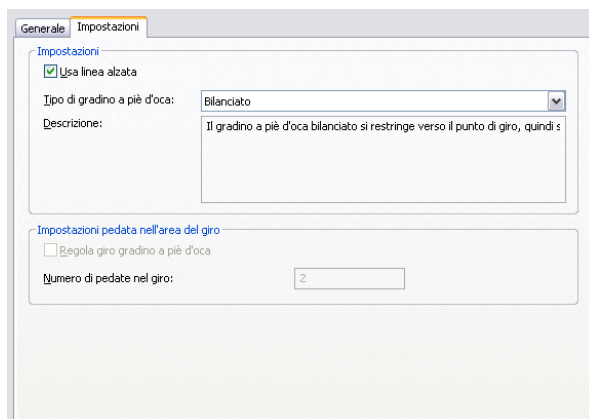 Generale Impostazioni
Impostazioni
Usa linea alzata
Tipo di gradino a piè d'oca: Bilanciato
Descrizione: Il gradino a piè d'oca bilanciato si restringe verso il punto di giro, quindi s
Impostazioni pedata nell'area del giro
Regola giro gradino a piè d'oca
Numero di pedate nel giro: 2